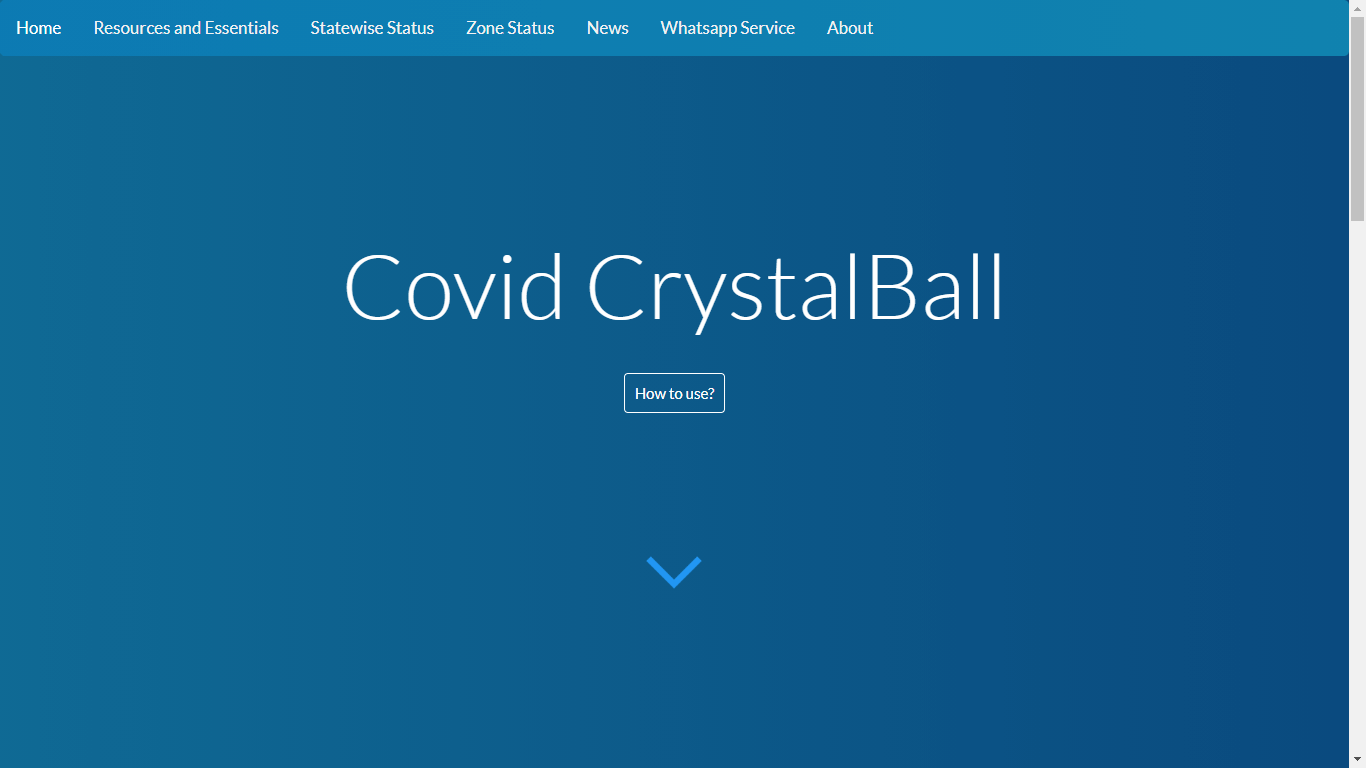 Home Resources and Essentials Statewise Status Zone Status News Whatsapp Service About
Covid CrystalBall
How to use?